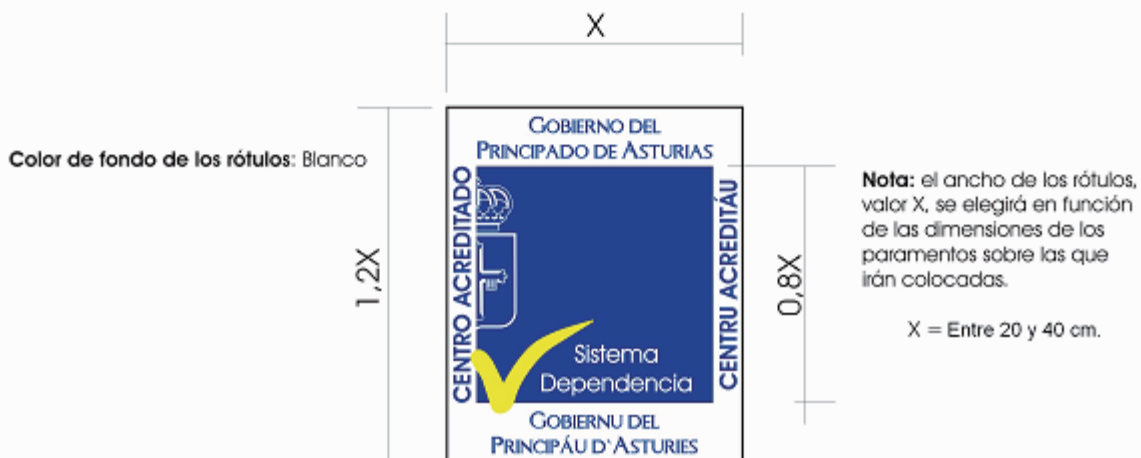 X
Color de fondo de los rótulos: Blanco
1,2X
GOBIERNO DEL
PRINCIPADO DE ASTURIAS
CENTRO ACREDITADO
CENTRU ACREDITÁU
Sistema
Dependencia
GOBIERNU DEL
PRINCIPÁU D'ASTURIES
0,8X
Nota: el ancho de los rótulos,
valor X, se elegirá en función
de las dimensiones de los
paramentos sobre las que
irán colocadas.
X = Entre 20 y 40 cm.